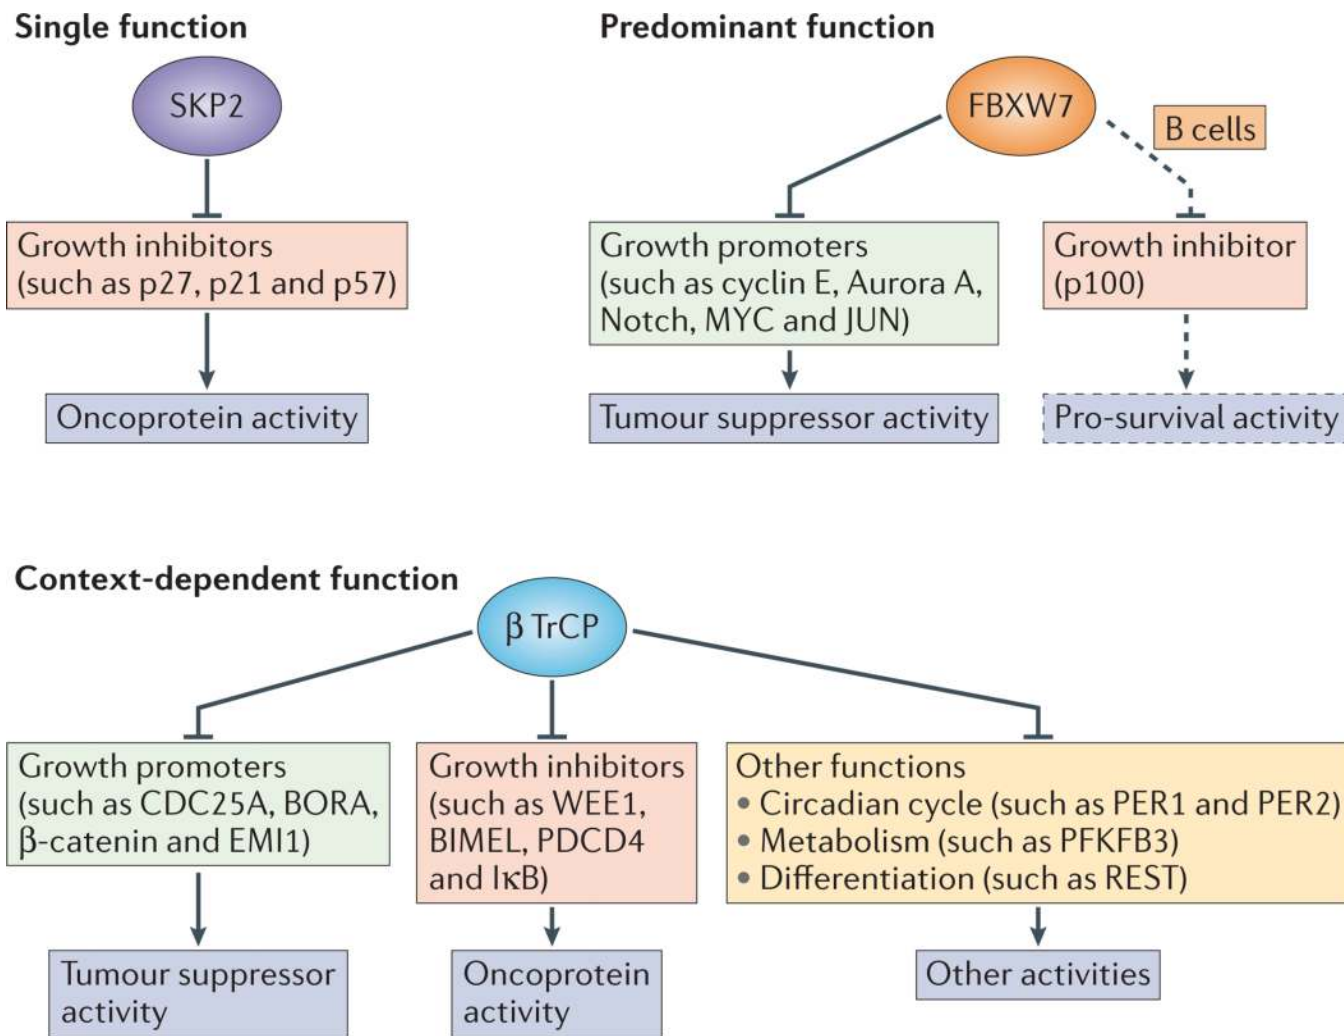 Single function
SKP2
Growth inhibitors
(such as p27, p21 and p57)
Oncoprotein activity
Predominant function
FBXW7
B cells
Growth promoters
(such as cyclin E, Aurora A,
Notch, MYC and JUN)
Tumour suppressor activity
Growth inhibitor
(p100)
Pro-survival activity
Context-dependent function
β TrCP
Growth promoters
(such as CDC25A, BORA,
β-catenin and EMI1)
Tumour suppressor
activity
Growth inhibitors
(such as WEE1,
BIMEL, PDCD4
and IκB)
Oncoprotein
activity
Other functions
• Circadian cycle (such as PER1 and PER2)
• Metabolism (such as PFKFB3)
• Differentiation (such as REST)
Other activities